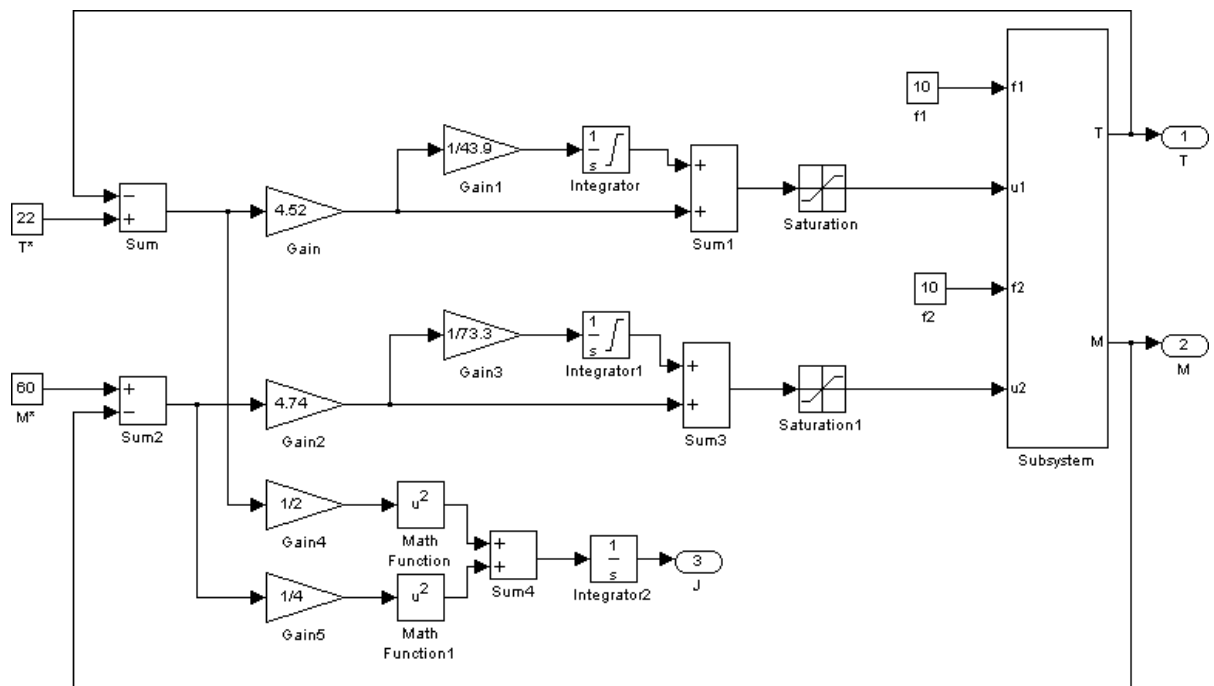 10
f1
f1
T
1
T
1/43.9
Gain1
1
s
Integrator
+
+
Sum1
Saturation
u1
22
T*
−
+
Sum
4.52
Gain
10
f2
f2
1/73.3
Gain3
1
s
Integrator1
+
+
Sum3
Saturation1
M
2
M
u2
Subsystem
60
M*
+
−
Sum2
4.74
Gain2
1/2
Gain4
u²
Math
Function
+
+
Sum4
1
s
Integrator2
3
J
1/4
Gain5
u²
Math
Function1